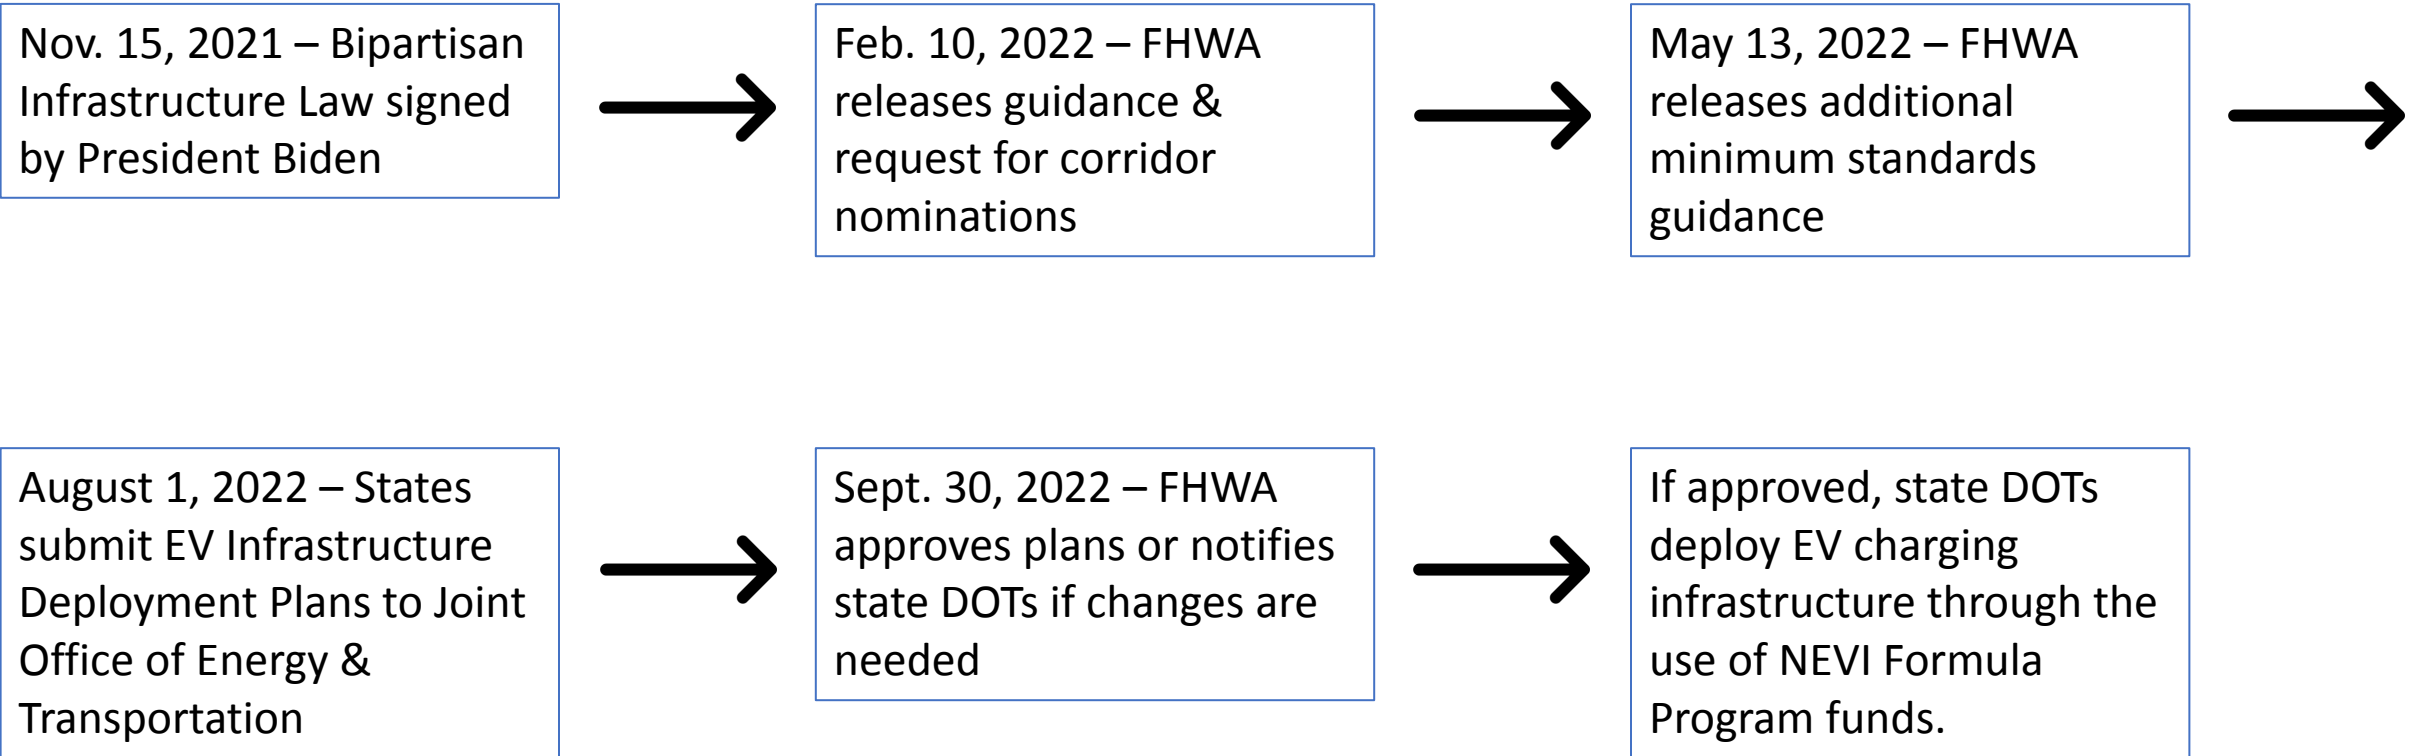 Nov. 15, 2021 – Bipartisan
Infrastructure Law signed
by President Biden
Feb. 10, 2022 – FHWA
releases guidance &
request for corridor
nominations
May 13, 2022 – FHWA
releases additional
minimum standards
guidance
August 1, 2022 – States
submit EV Infrastructure
Deployment Plans to Joint
Office of Energy &
Transportation
Sept. 30, 2022 – FHWA
approves plans or notifies
state DOTs if changes are
needed
If approved, state DOTs
deploy EV charging
infrastructure through the
use of NEVI Formula
Program funds.